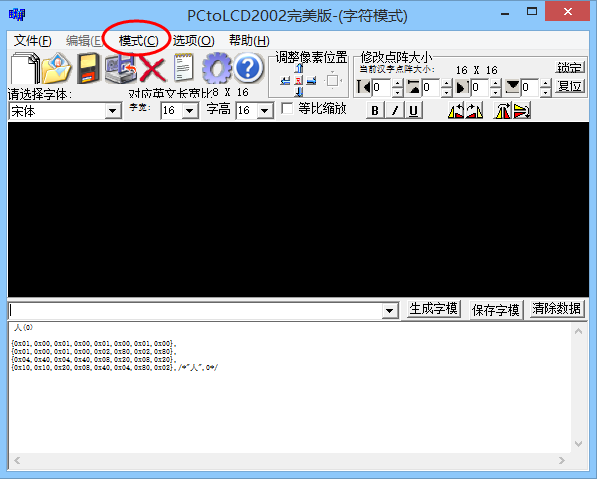 PCtoLCD2002完美版-(字符模式)
文件(F) 编辑(E 模式(C) 选项(O) 帮助(H)
调整像素位置 修改点阵大小
当前汉字点阵大小: 16 X 16 锁定
0 0 0 0 复位
请选择字体: 对应英文长宽比8 X 16
宋体 字宽: 16 字高 16 等比缩放 B I U
生成字模 保存字模 清除数据
人(0)
{0x01,0x00,0x01,0x00,0x01,0x00,0x01,0x00},
{0x01,0x00,0x01,0x00,0x02,0x80,0x02,0x80},
{0x04,0x40,0x04,0x40,0x08,0x20,0x08,0x20},
{0x10,0x10,0x20,0x08,0x40,0x04,0x80,0x02},/*"人",0*/